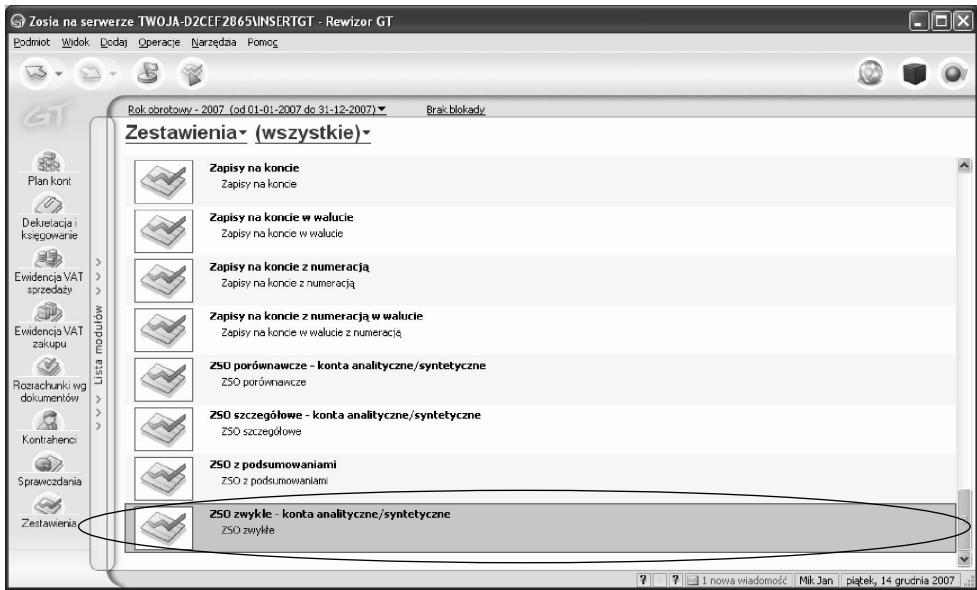 Zosia na serwerze TWOJA-D2CEF2865\INSERTGT - Rewizor GT
Podmiot Widok Dodaj Operacje Narzędzia Pomoc
GT
Rok obrotowy - 2007 (od 01-01-2007 do 31-12-2007) Brak blokady
Zestawienia (wszystkie)
Plan kont
Dekretacja i
księgowanie
Ewidencja VAT
sprzedaży
Ewidencja VAT
zakupu
Rozrachunki wg
dokumentów
Kontrahenci
Sprawozdania
Zestawienia
Lista modułów
Zapisy na koncie
Zapisy na koncie
Zapisy na koncie w walucie
Zapisy na koncie w walucie
Zapisy na koncie z numeracją
Zapisy na koncie z numeracją
Zapisy na koncie z numeracją w walucie
Zapisy na koncie w walucie z numeracją
ZSO porównawcze - konta analityczne/syntetyczne
ZSO porównawcze
ZSO szczegółowe - konta analityczne/syntetyczne
ZSO szczegółowe
ZSO z podsumowaniami
ZSO z podsumowaniami
ZSO zwykłe - konta analityczne/syntetyczne
ZSO zwykłe
? ? 1 nowa wiadomość Mik Jan piątek, 14 grudnia 2007